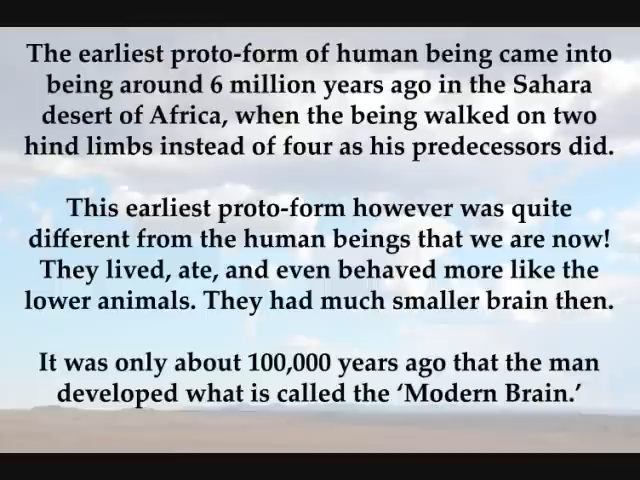 The earliest proto-form of human being came into
being around 6 million years ago in the Sahara
desert of Africa, when the being walked on two
hind limbs instead of four as his predecessors did.
This earliest proto-form however was quite
different from the human beings that we are now!
They lived, ate, and even behaved more like the
lower animals. They had much smaller brain then.
It was only about 100,000 years ago that the man
developed what is called the ‘Modern Brain.’